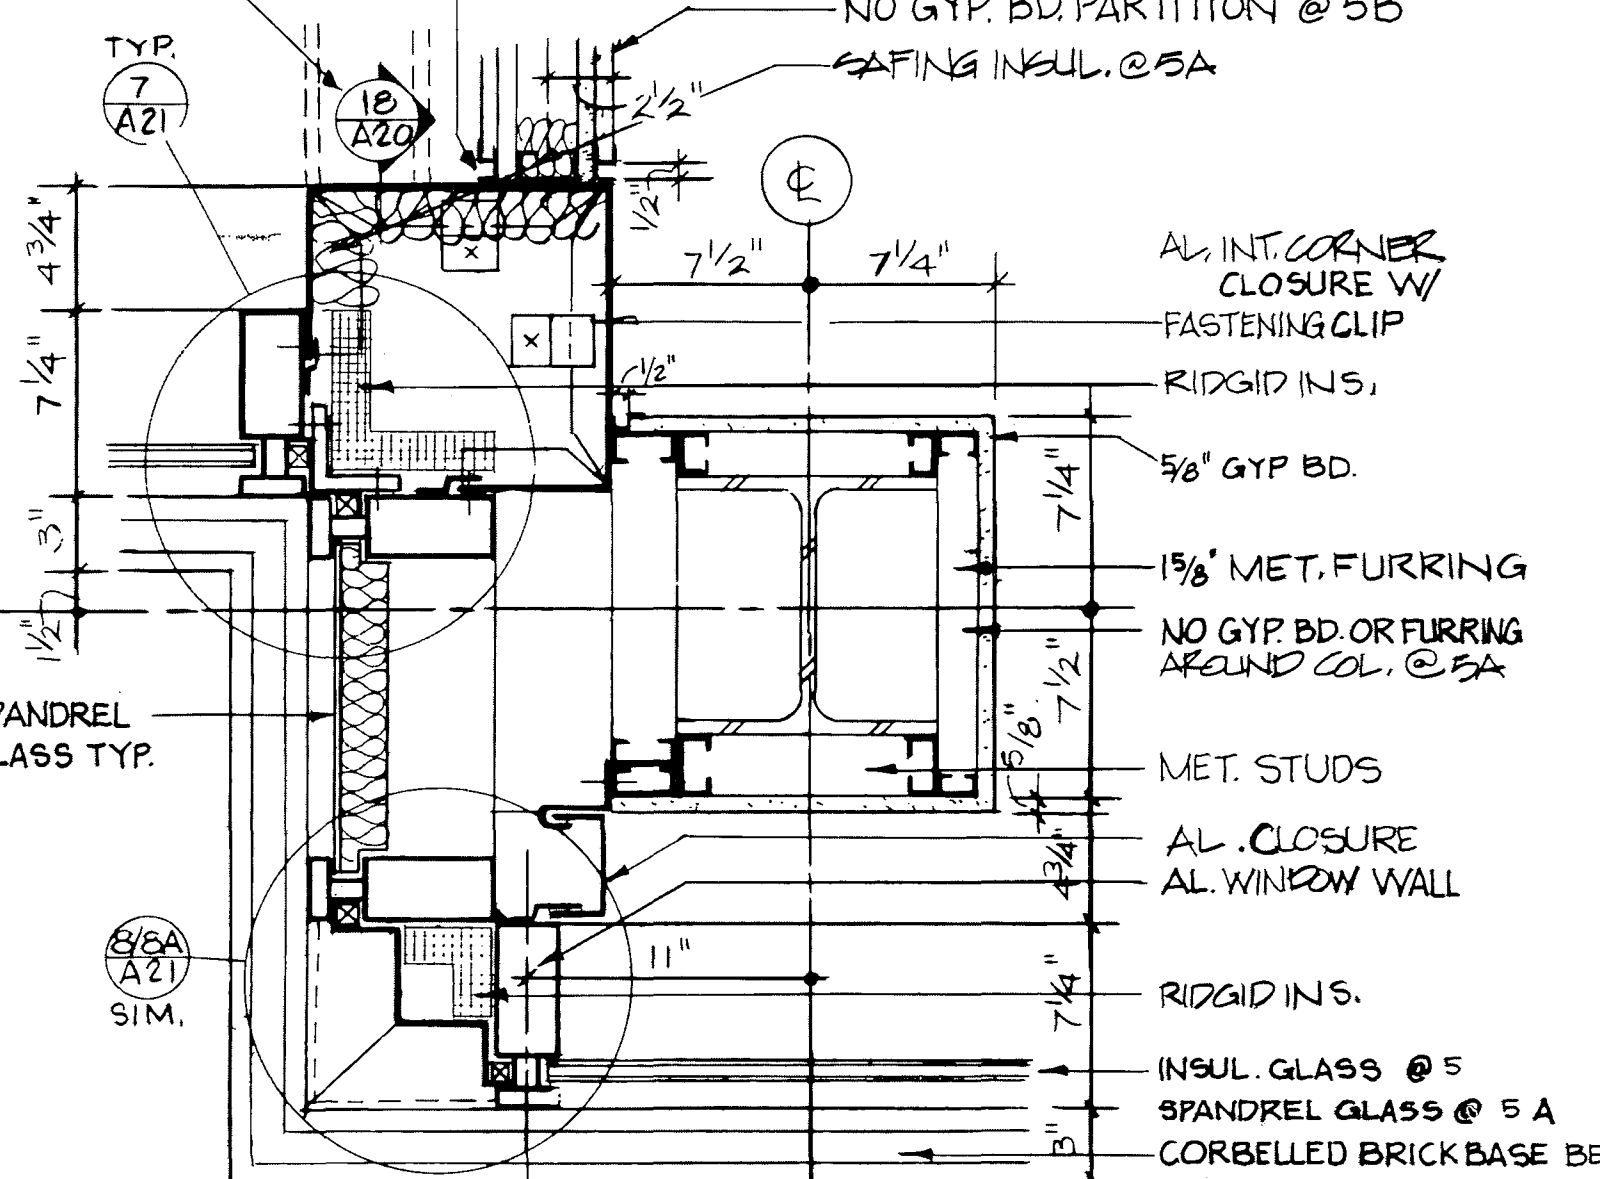 NO GYP. BD. PARTITION @ 5B
SAFING INSUL. @ 5A
TYP.
7
A21
18
A20
2 1/2"
1/2"
℄
7 1/2"
7 1/4"
4 3/4"
7 1/4"
3"
1 1/2"
1/2"
AL. INT. CORNER
CLOSURE W/
FASTENING CLIP
RIDGID INS.
5/8" GYP BD.
7 1/4"
1 5/8" MET. FURRING
NO GYP. BD. OR FURRING
AROUND COL. @ 5A
7 1/2"
PANDREL
LASS TYP.
5/8"
MET. STUDS
AL. CLOSURE
4 3/4"
AL. WINDOW WALL
8/8A
A21
SIM.
11"
7 1/4"
RIDGID INS.
INSUL. GLASS @ 5
SPANDREL GLASS @ 5 A
3"
CORBELLED BRICK BASE BE